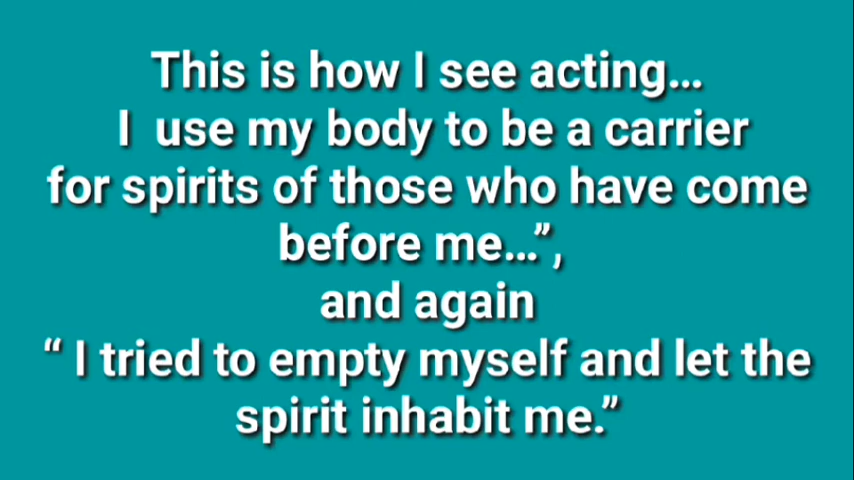 This is how I see acting...
I use my body to be a carrier
for spirits of those who have come
before me...”,
and again
“ I tried to empty myself and let the
spirit inhabit me.”